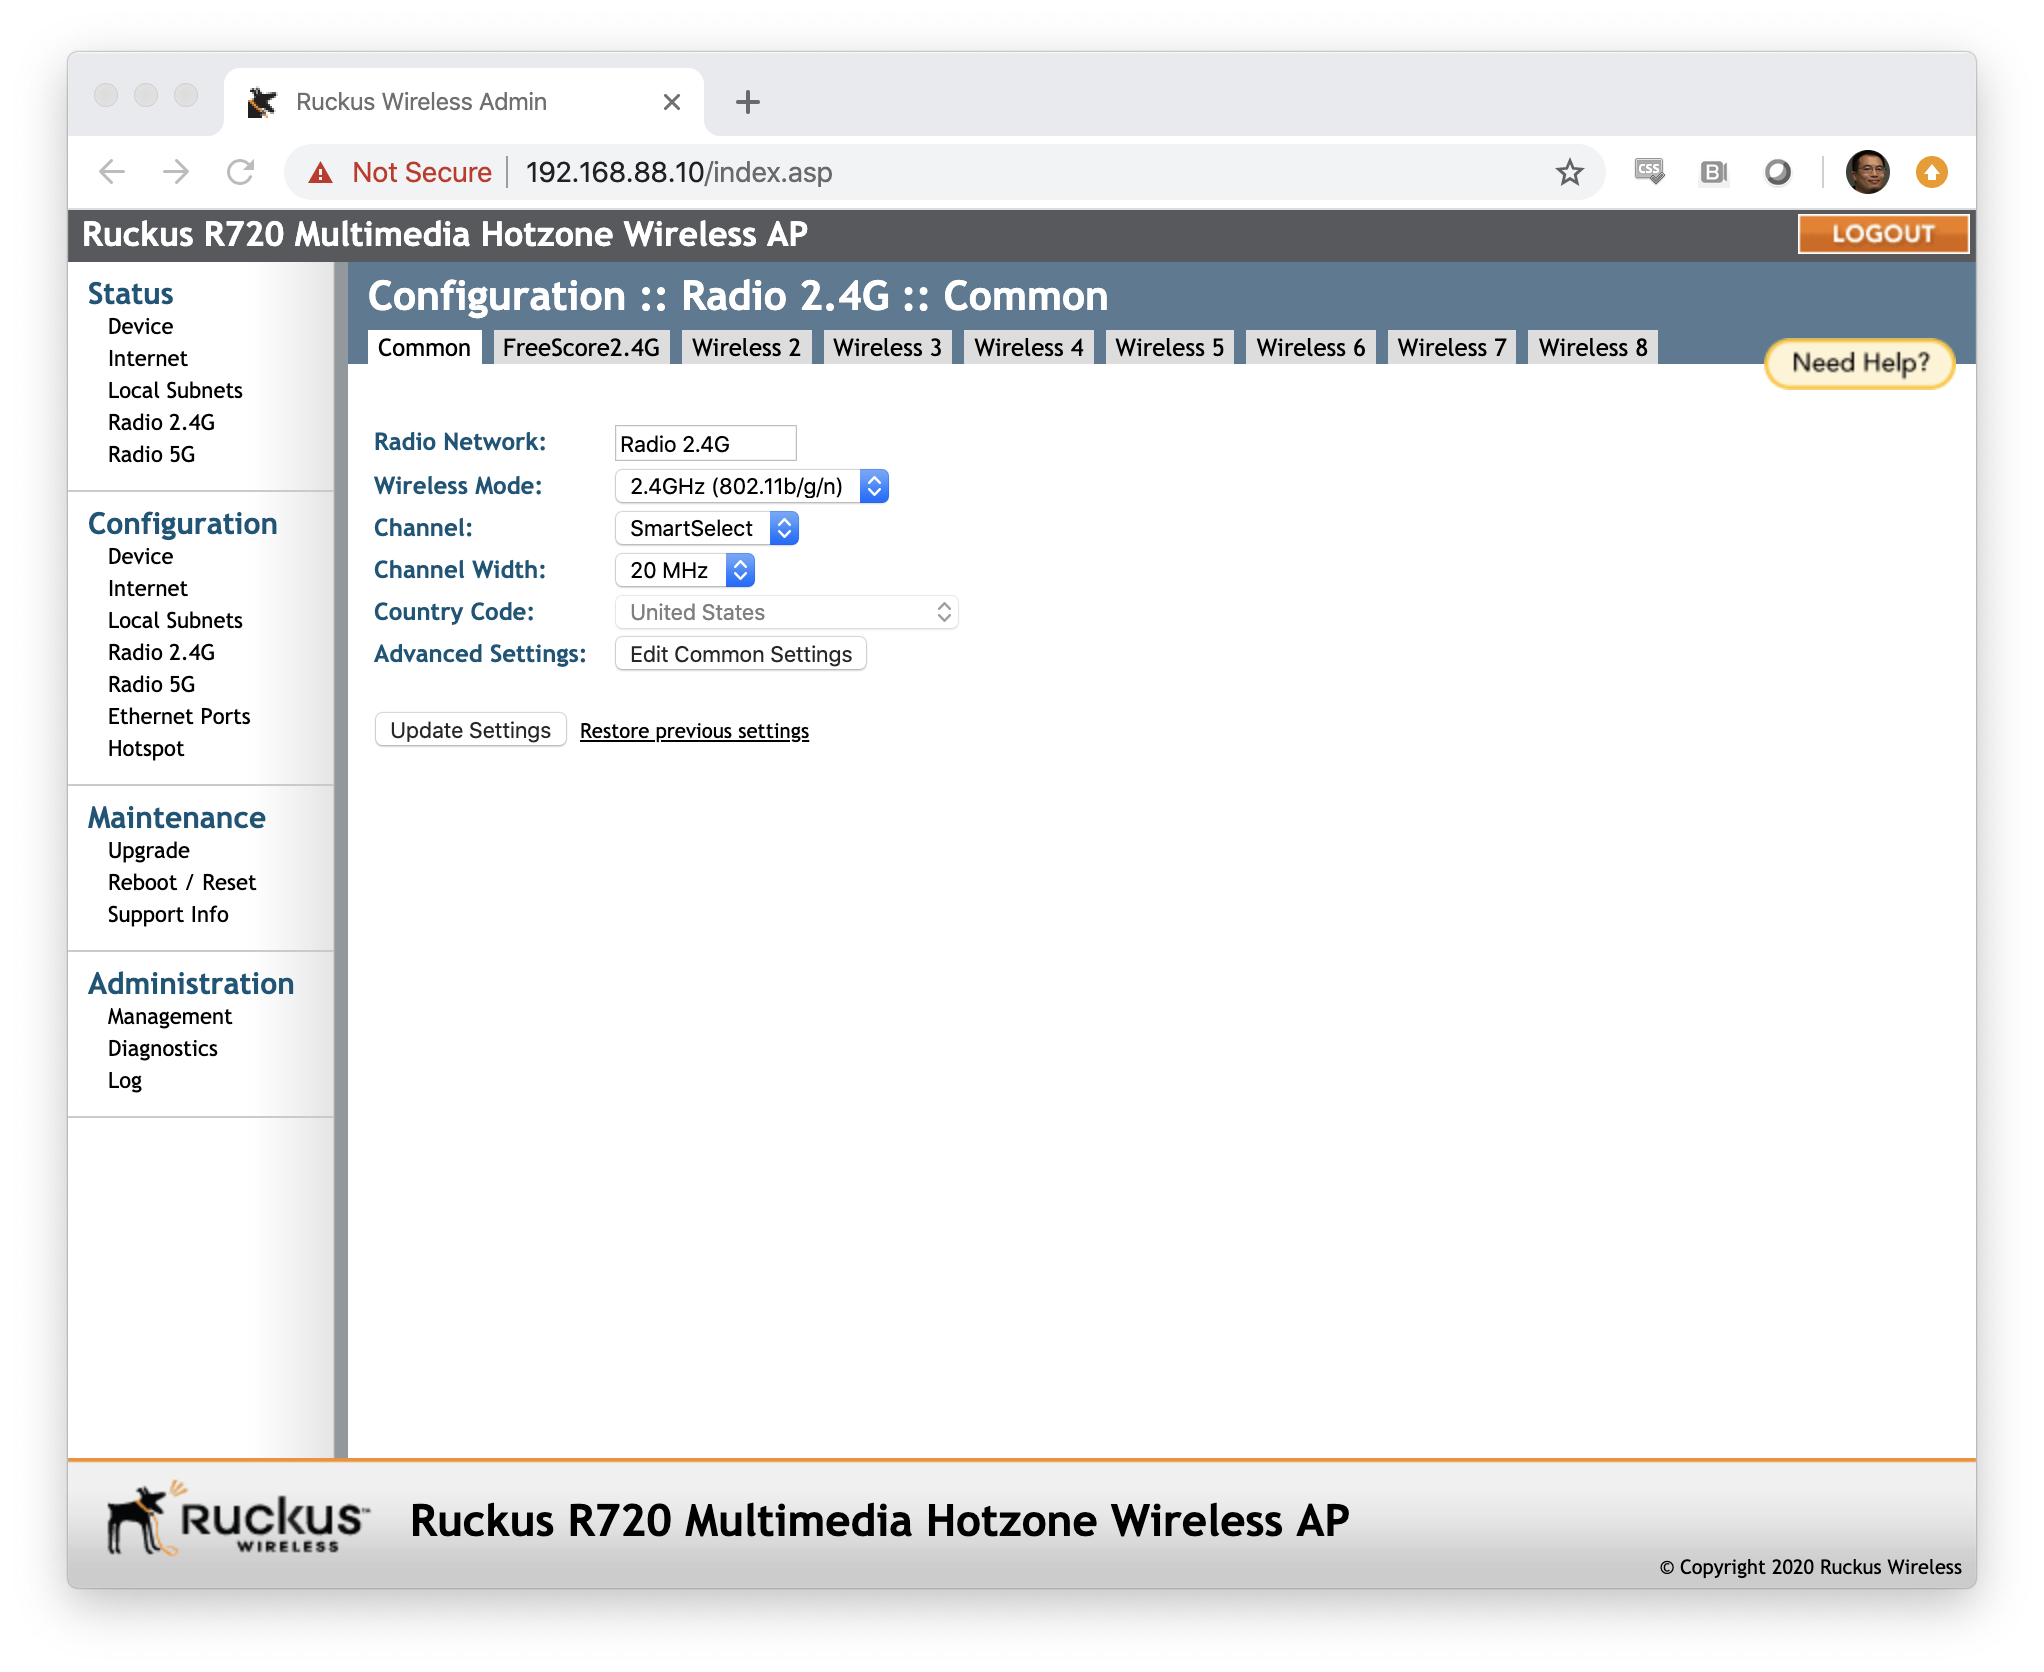 Ruckus Wireless Admin
Not Secure 192.168.88.10/index.asp
CSS
B
Ruckus R720 Multimedia Hotzone Wireless AP
LOGOUT
Status
Device
Internet
Local Subnets
Radio 2.4G
Radio 5G
Configuration
Device
Internet
Local Subnets
Radio 2.4G
Radio 5G
Ethernet Ports
Hotspot
Maintenance
Upgrade
Reboot / Reset
Support Info
Administration
Management
Diagnostics
Log
Configuration :: Radio 2.4G :: Common
Common FreeScore2.4G Wireless 2 Wireless 3 Wireless 4 Wireless 5 Wireless 6 Wireless 7 Wireless 8
Need Help?
Radio Network: Radio 2.4G
Wireless Mode: 2.4GHz (802.11b/g/n)
Channel: SmartSelect
Channel Width: 20 MHz
Country Code: United States
Advanced Settings: Edit Common Settings
Update Settings Restore previous settings
Ruckus™
WIRELESS
Ruckus R720 Multimedia Hotzone Wireless AP
© Copyright 2020 Ruckus Wireless